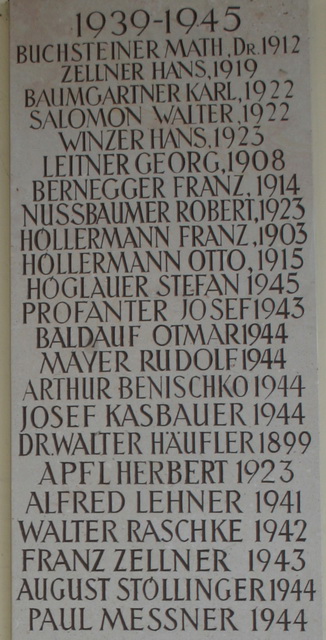 1939-1945
BUCHSTEINER MATH, DR. 1912
ZELLNER HANS, 1919
BAUMGARTNER KARL, 1922
SALOMON WALTER, 1922
WINZER HANS, 1923
LEITNER GEORG, 1908
BERNEGGER FRANZ, 1914
NUSSBAUMER ROBERT, 1923
HÖLLERMANN FRANZ, 1903
HÖLLERMANN OTTO, 1915
HÖGLAUER STEFAN 1945
PROFANTER JOSEF 1943
BALDAUF OTMAR 1944
MAYER RUDOLF 1944
ARTHUR BENISCHKO 1944
JOSEF KASBAUER 1944
DR. WALTER HÄUFLER 1899
APFL HERBERT 1923
ALFRED LEHNER 1941
WALTER RASCHKE 1942
FRANZ ZELLNER 1943
AUGUST STÖLLINGER 1944
PAUL MESSNER 1944